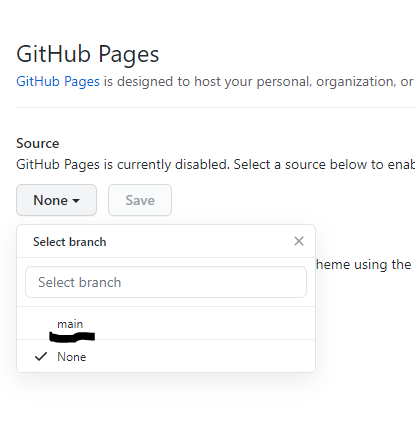 GitHub Pages
GitHub Pages is designed to host your personal, organization, or
Source
GitHub Pages is currently disabled. Select a source below to enab
None Save
Select branch
Select branch
heme using the
main
None